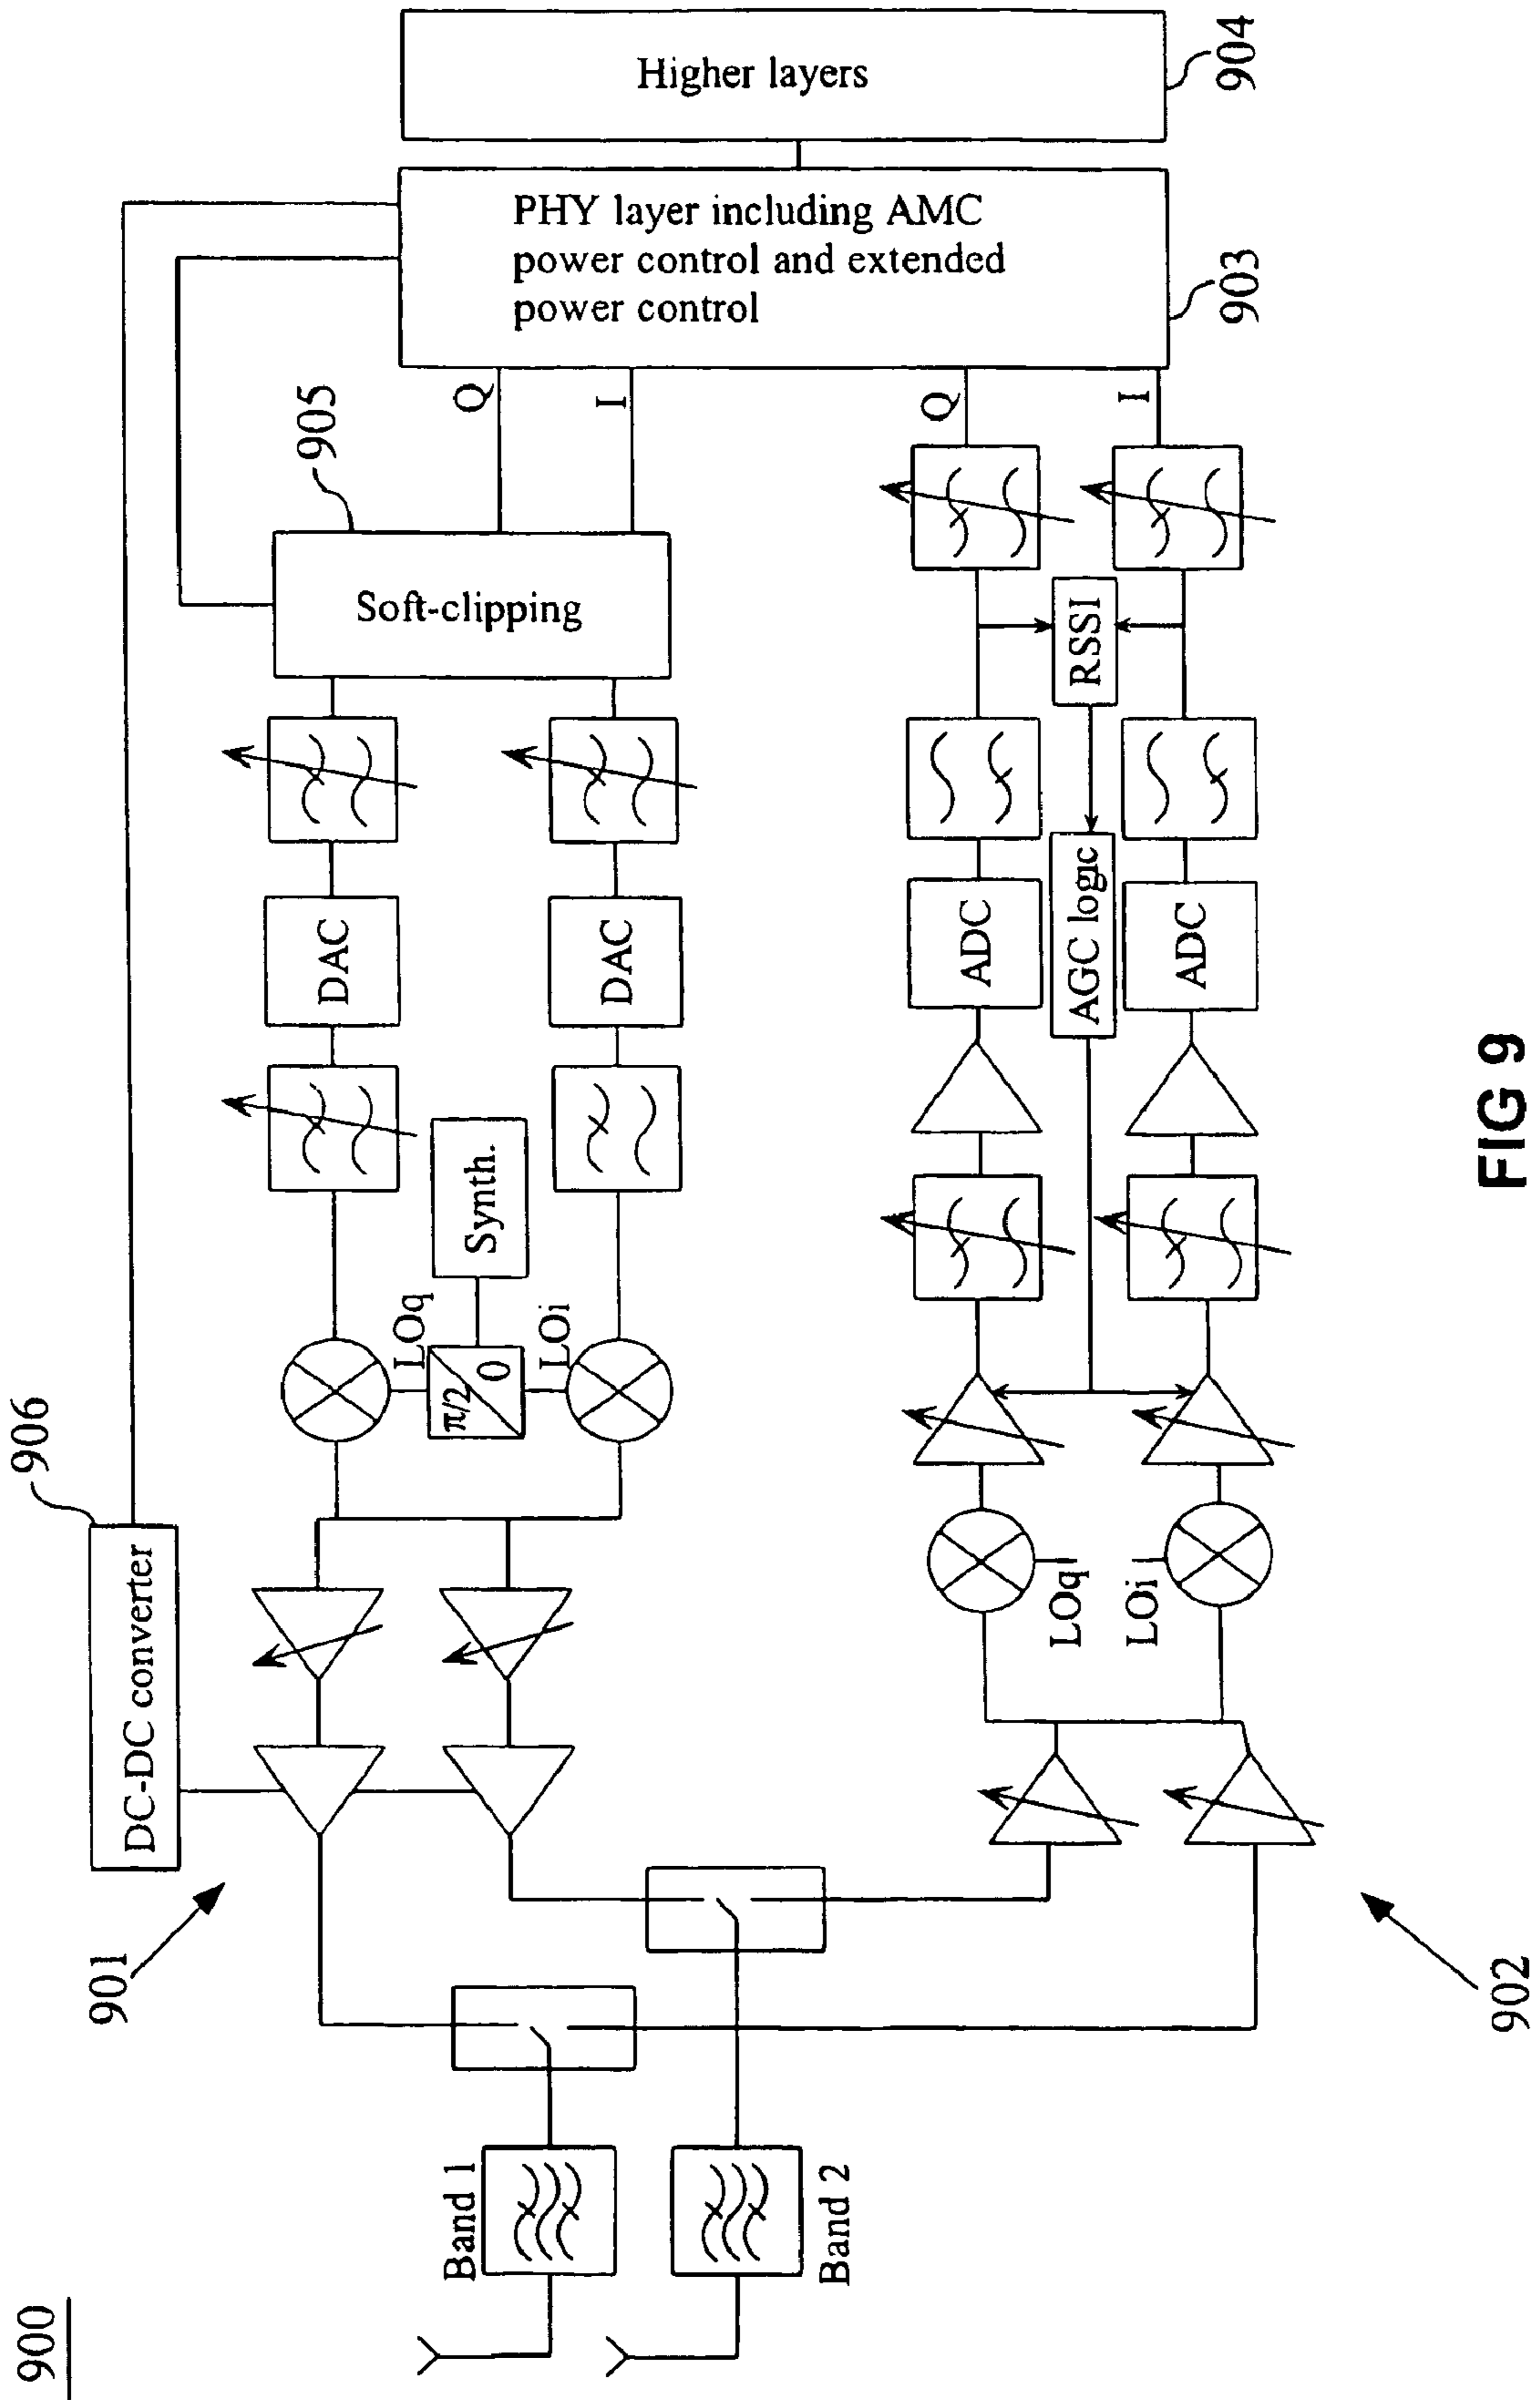 900
901
DC-DC converter
906
905
Soft-clipping
DAC
DAC
Synth.
LOq
π/2
0
LOi
Q
I
PHY layer including AMC
power control and extended
power control
903
Higher layers
904
Band 1
Band 2
902
LOq
LOi
ADC
AGC logic
ADC
RSSI
Q
I
FIG 9